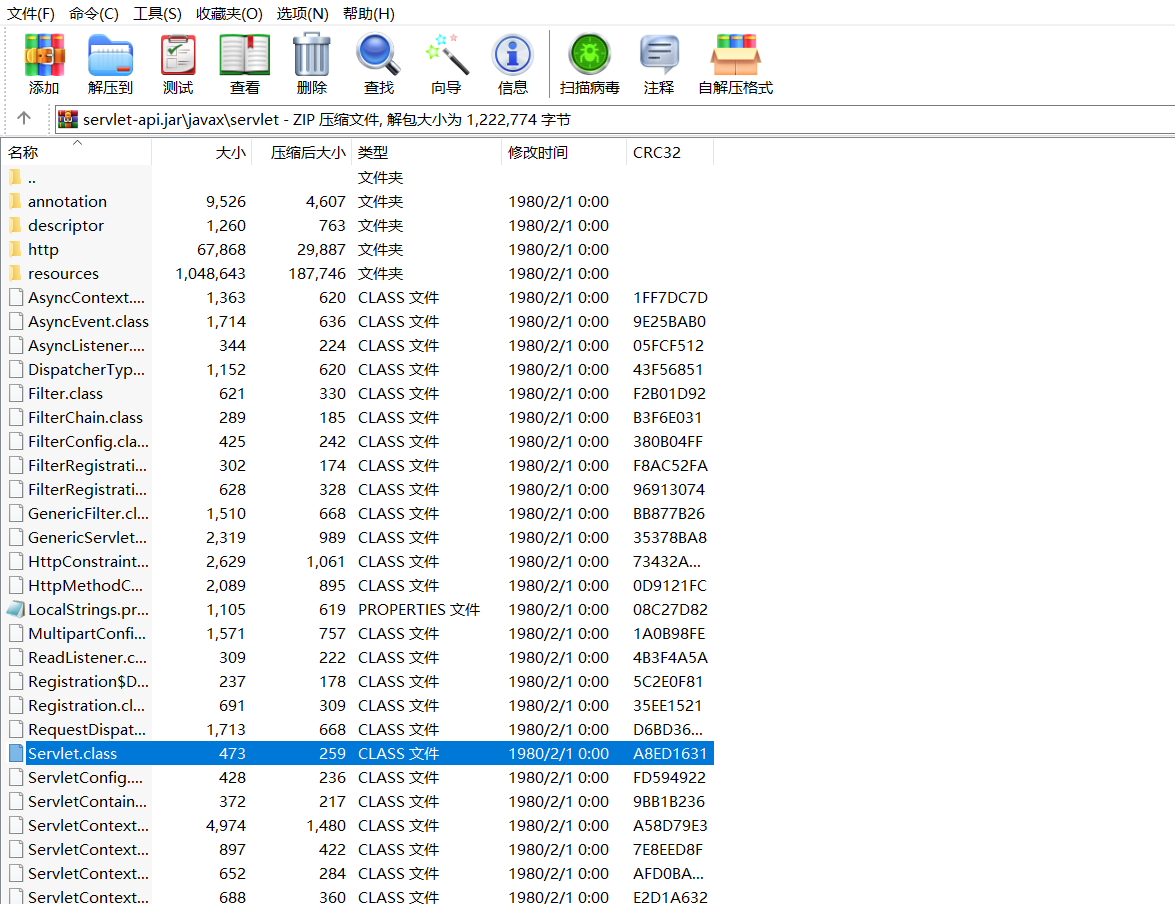 文件(F) 命令(C) 工具(S) 收藏夹(O) 选项(N) 帮助(H)
添加 解压到 测试 查看 删除 查找 向导 信息 扫描病毒 注释 自解压格式
servlet-api.jar\javax\servlet - ZIP 压缩文件, 解包大小为 1,222,774 字节
名称 大小 压缩后大小 类型 修改时间 CRC32
.. 文件夹
annotation 9,526 4,607 文件夹 1980/2/1 0:00
descriptor 1,260 763 文件夹 1980/2/1 0:00
http 67,868 29,887 文件夹 1980/2/1 0:00
resources 1,048,643 187,746 文件夹 1980/2/1 0:00
AsyncContext.... 1,363 620 CLASS 文件 1980/2/1 0:00 1FF7DC7D
AsyncEvent.class 1,714 636 CLASS 文件 1980/2/1 0:00 9E25BAB0
AsyncListener.... 344 224 CLASS 文件 1980/2/1 0:00 05FCF512
DispatcherTyp... 1,152 620 CLASS 文件 1980/2/1 0:00 43F56851
Filter.class 621 330 CLASS 文件 1980/2/1 0:00 F2B01D92
FilterChain.class 289 185 CLASS 文件 1980/2/1 0:00 B3F6E031
FilterConfig.cla... 425 242 CLASS 文件 1980/2/1 0:00 380B04FF
FilterRegistrati... 302 174 CLASS 文件 1980/2/1 0:00 F8AC52FA
FilterRegistrati... 628 328 CLASS 文件 1980/2/1 0:00 96913074
GenericFilter.cl... 1,510 668 CLASS 文件 1980/2/1 0:00 BB877B26
GenericServlet... 2,319 989 CLASS 文件 1980/2/1 0:00 35378BA8
HttpConstraint... 2,629 1,061 CLASS 文件 1980/2/1 0:00 73432A...
HttpMethodC... 2,089 895 CLASS 文件 1980/2/1 0:00 0D9121FC
LocalStrings.pr... 1,105 619 PROPERTIES 文件 1980/2/1 0:00 08C27D82
MultipartConfi... 1,571 757 CLASS 文件 1980/2/1 0:00 1A0B98FE
ReadListener.c... 309 222 CLASS 文件 1980/2/1 0:00 4B3F4A5A
Registration$D... 237 178 CLASS 文件 1980/2/1 0:00 5C2E0F81
Registration.cl... 691 309 CLASS 文件 1980/2/1 0:00 35EE1521
RequestDispat... 1,713 668 CLASS 文件 1980/2/1 0:00 D6BD36...
Servlet.class 473 259 CLASS 文件 1980/2/1 0:00 A8ED1631
ServletConfig.... 428 236 CLASS 文件 1980/2/1 0:00 FD594922
ServletContain... 372 217 CLASS 文件 1980/2/1 0:00 9BB1B236
ServletContext... 4,974 1,480 CLASS 文件 1980/2/1 0:00 A58D79E3
ServletContext... 897 422 CLASS 文件 1980/2/1 0:00 7E8EED8F
ServletContext... 652 284 CLASS 文件 1980/2/1 0:00 AFD0BA...
ServletContext... 688 360 CLASS 文件 1980/2/1 0:00 E2D1A632